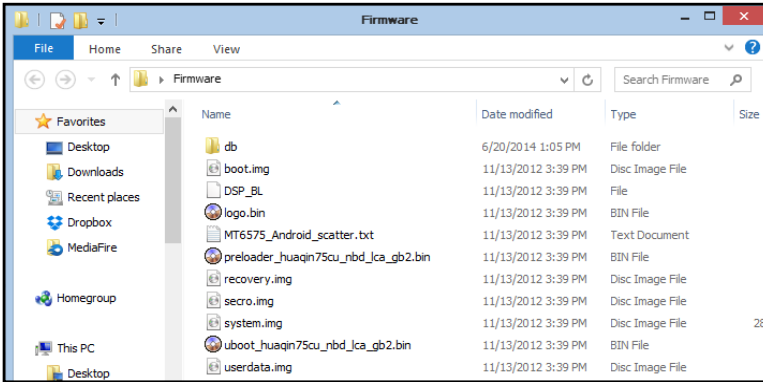 Firmware
File Home Share View
Firmware Search Firmware
Favorites
Desktop
Downloads
Recent places
Dropbox
MediaFire
Homegroup
This PC
Desktop
Name Date modified Type Size
db 6/20/2014 1:05 PM File folder
boot.img 11/13/2012 3:39 PM Disc Image File
DSP_BL 11/13/2012 3:39 PM File
logo.bin 11/13/2012 3:39 PM BIN File
MT6575_Android_scatter.txt 11/13/2012 3:39 PM Text Document
preloader_huaqin75cu_nbd_lca_gb2.bin 11/13/2012 3:39 PM BIN File
recovery.img 11/13/2012 3:39 PM Disc Image File
secro.img 11/13/2012 3:39 PM Disc Image File
system.img 11/13/2012 3:39 PM Disc Image File 28
uboot_huaqin75cu_nbd_lca_gb2.bin 11/13/2012 3:39 PM BIN File
userdata.img 11/13/2012 3:39 PM Disc Image File